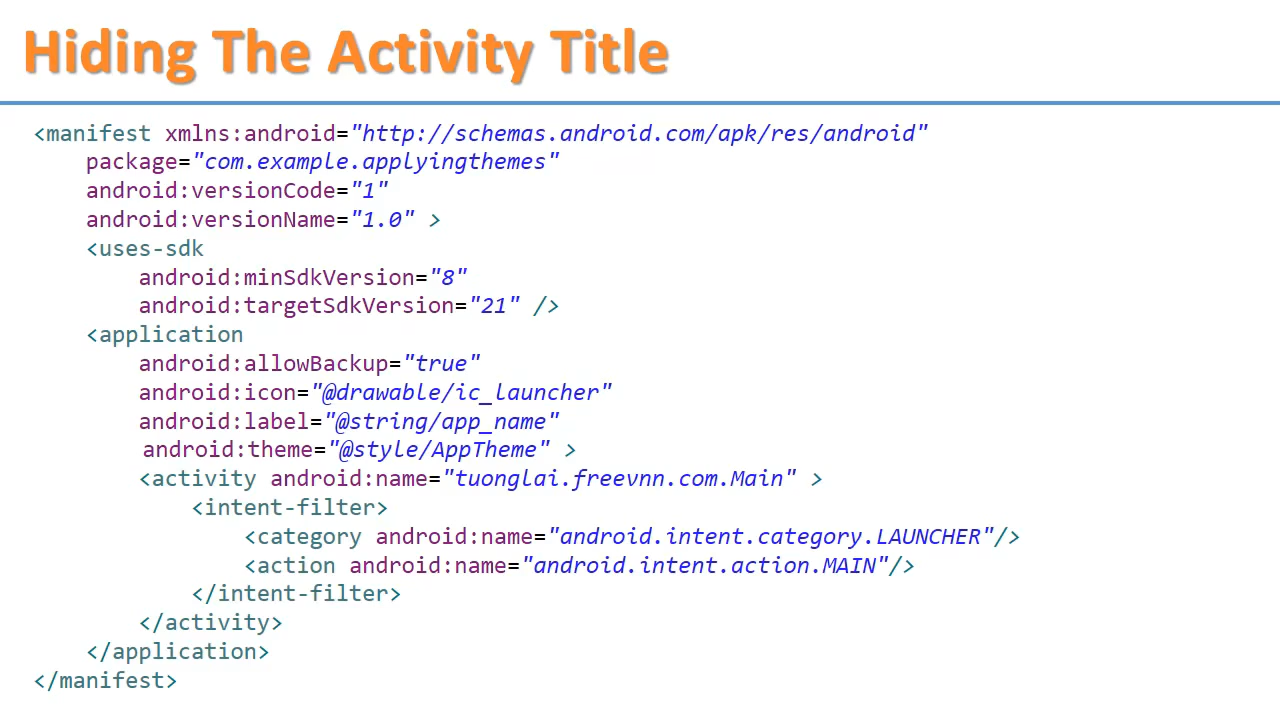 Hiding The Activity Title
<manifest xmlns:android="http://schemas.android.com/apk/res/android"
package="com.example.applyingthemes"
android:versionCode="1"
android:versionName="1.0" >
<uses-sdk
android:minSdkVersion="8"
android:targetSdkVersion="21" />
<application
android:allowBackup="true"
android:icon="@drawable/ic_launcher"
android:label="@string/app_name"
android:theme="@style/AppTheme" >
<activity android:name="tuonglai.freevnn.com.Main" >
<intent-filter>
<category android:name="android.intent.category.LAUNCHER"/>
<action android:name="android.intent.action.MAIN"/>
</intent-filter>
</activity>
</application>
</manifest>